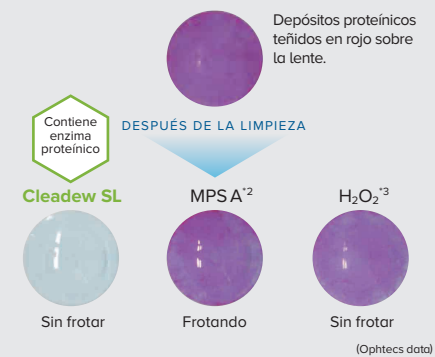 Depósitos proteínicos
teñidos en rojo sobre
la lente.
Contiene
enzima
proteínico
DESPUÉS DE LA LIMPIEZA
Cleadew SL
MPS A*2
H₂O₂*3
Sin frotar
Frotando
Sin frotar
(Ophtecs data)